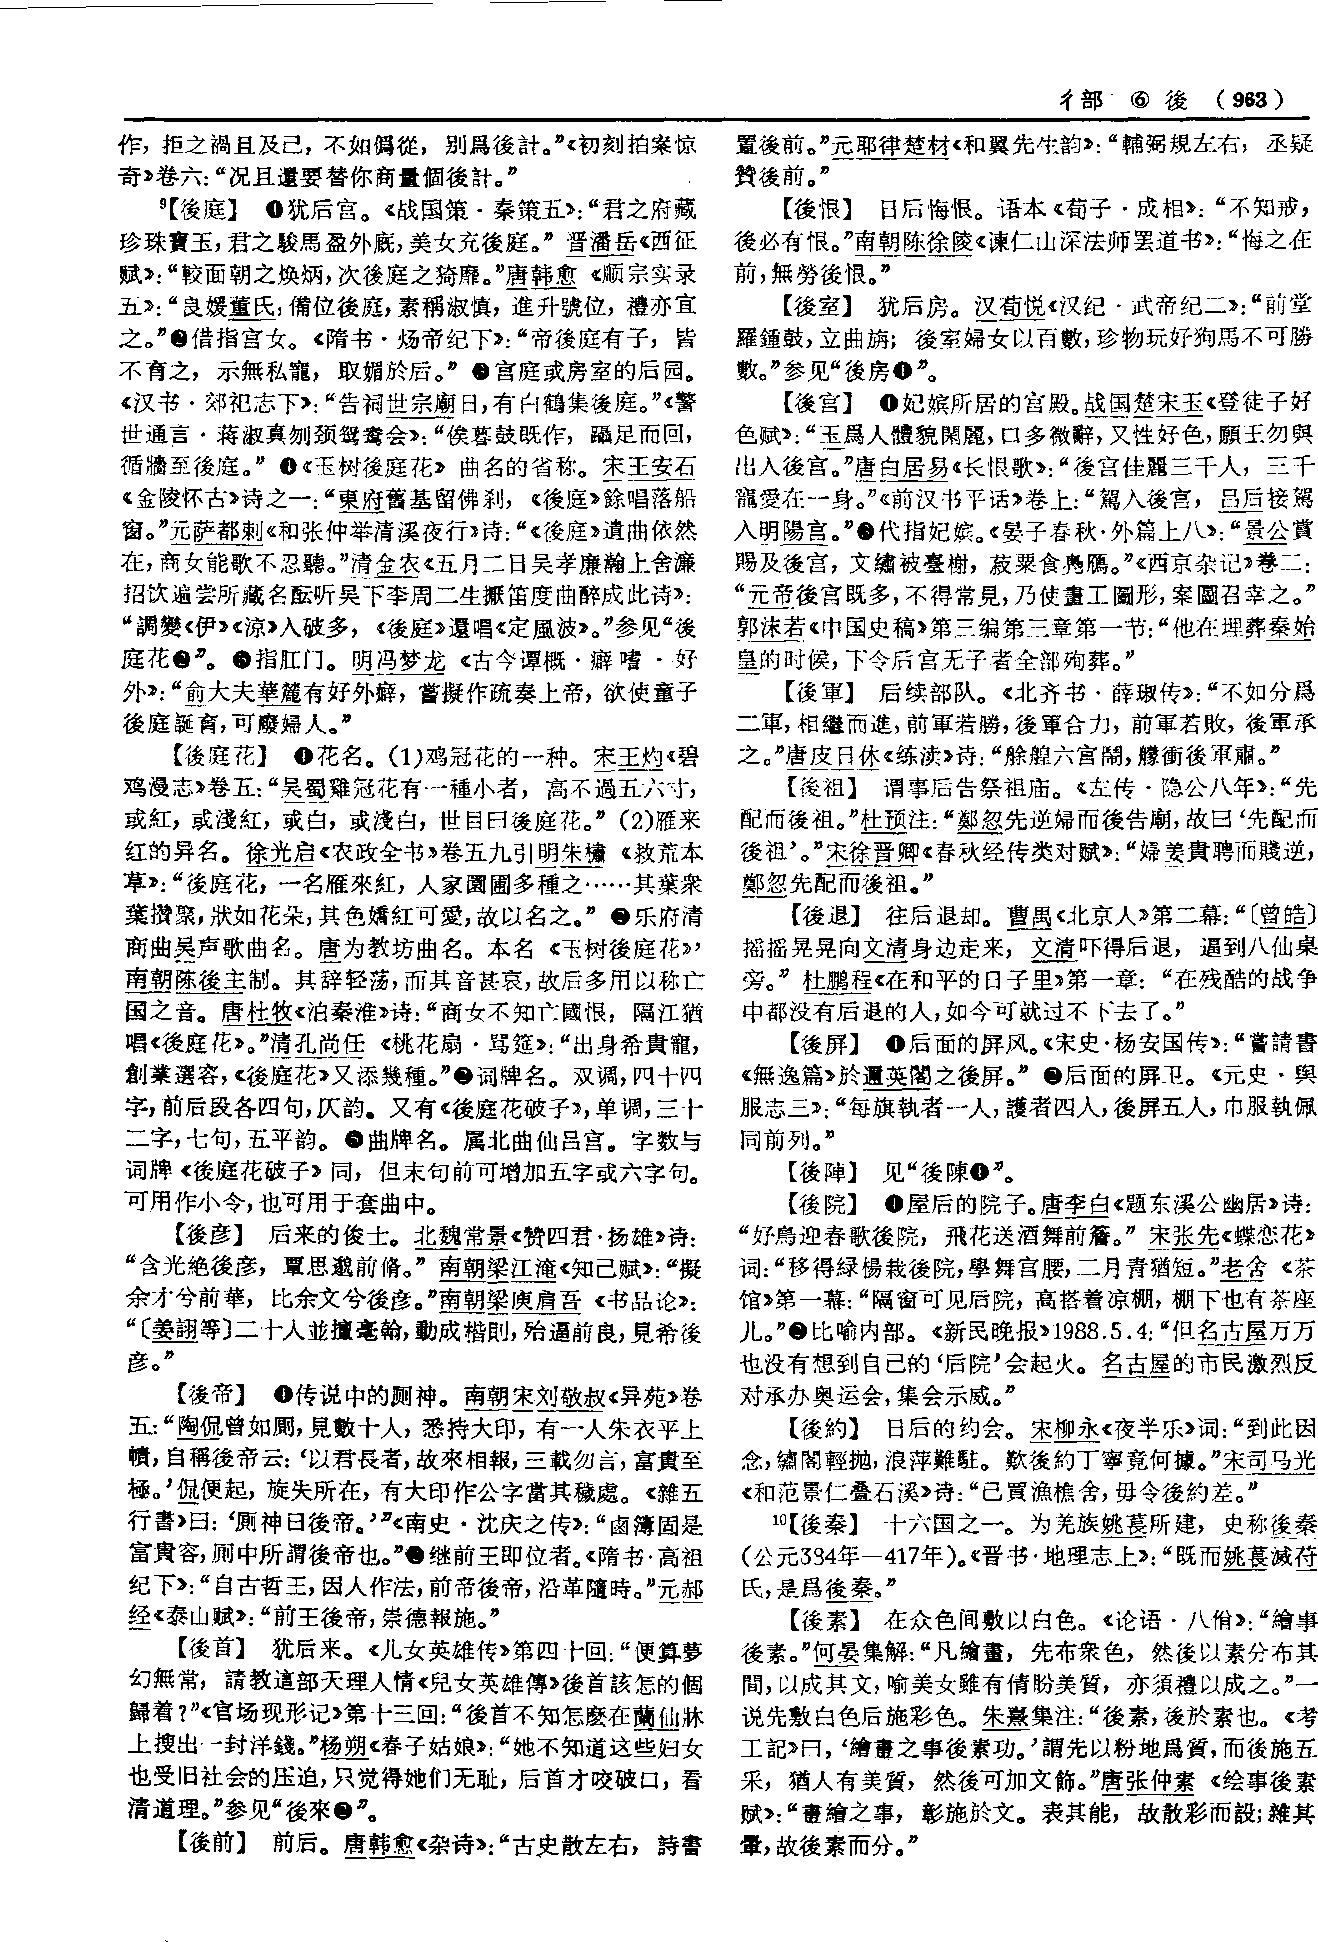 彳部 ⑥ 後 (963)
作，拒之禍且及己，不如僞從，别爲後計。”《初刻拍案惊
奇》卷六：“况且還要替你商量個後計。”
⁹【後庭】 ❶犹后宫。《战国策·秦策五》：“君之府藏
珍珠寶玉，君之駿馬盈外厩，美女充後庭。” 晋潘岳《西征
赋》：“較面朝之焕炳，次後庭之猗靡。”唐韩愈《顺宗实录
五》：“良媛董氏，備位後庭，素稱淑慎，進升號位，禮亦宜
之。”❷借指宫女。《隋书·炀帝纪下》：“帝後庭有子，皆
不育之，示無私寵，取媚於后。” ❸宫庭或房室的后园。
《汉书·郊祀志下》：“告祠世宗廟日，有白鶴集後庭。”《警
世通言·蒋淑真刎颈鸳鸯会》：“俟暮鼓既作，躡足而回，
循牆至後庭。” ❹《玉树後庭花》曲名的省称。宋王安石
《金陵怀古》诗之一：“東府舊基留佛刹，《後庭》餘唱落船
窗。”元萨都剌《和张仲举清溪夜行》诗：“《後庭》遺曲依然
在，商女能歌不忍聽。”清金农《五月二日吴孝廉瀚上舍濂
招饮遍尝所藏名酝听吴下李周二生撅笛度曲醉成此诗》：
“調變《伊》《涼》入破多，《後庭》還唱《定風波》。”参见“後
庭花❷”。❺指肛门。明冯梦龙《古今谭概·癖嗜·好
外》：“俞大夫華麓有好外癖，嘗擬作疏奏上帝，欲使童子
後庭誕育，可廢婦人。”
【後庭花】 ❶花名。(1)鸡冠花的一种。宋王灼《碧
鸡漫志》卷五：“吴蜀雞冠花有一種小者，高不過五六寸，
或紅，或淺紅，或白，或淺白，世目曰後庭花。” (2)雁来
红的异名。徐光启《农政全书》卷五九引明朱橚《救荒本
草》：“後庭花，一名雁來紅，人家園圃多種之……其葉衆
葉攢聚，狀如花朵，其色嬌紅可愛，故以名之。” ❷乐府清
商曲吴声歌曲名。唐为教坊曲名。本名《玉树後庭花》，
南朝陈後主制。其辞轻荡，而其音甚哀，故后多用以称亡
国之音。唐杜牧《泊秦淮》诗：“商女不知亡國恨，隔江猶
唱《後庭花》。”清孔尚任《桃花扇·骂筵》：“出身希貴寵，
創業選容，《後庭花》又添幾種。”❸词牌名。双调，四十四
字，前后段各四句，仄韵。又有《後庭花破子》，单调，三十
二字，七句，五平韵。❹曲牌名。属北曲仙吕宫。字数与
词牌《後庭花破子》同，但末句前可增加五字或六字句。
可用作小令，也可用于套曲中。
【後彦】 后来的俊士。北魏常景《赞四君·扬雄》诗：
“含光絶後彦，覃思邈前脩。” 南朝梁江淹《知己赋》：“擬
余才兮前華，比余文兮後彦。”南朝梁庾肩吾《书品论》：
“〔姜詡等〕二十人並擅毫翰，動成楷則，殆逼前良，見希後
彦。”
【後帝】 ❶传说中的厕神。南朝宋刘敬叔《异苑》卷
五：“陶侃曾如厠，見數十人，悉持大印，有一人朱衣平上
幘，自稱後帝云：‘以君長者，故來相報，三載勿言，富貴至
極。’侃便起，旋失所在，有大印作公字當其穢處。《雜五
行書》曰：‘厠神曰後帝。’”《南史·沈庆之传》：“鹵簿固是
富貴容，厠中所謂後帝也。”❷继前王即位者。《隋书·高祖
纪下》：“自古哲王，因人作法，前帝後帝，沿革隨時。”元郝
经《泰山赋》：“前王後帝，崇德報施。”
【後首】 犹后来。《儿女英雄传》第四十回：“便算夢
幻無常，請教這部天理人情《兒女英雄傳》後首該怎的個
歸着？”《官场现形记》第十三回：“後首不知怎麽在蘭仙牀
上搜出一封洋錢。”杨朔《春子姑娘》：“她不知道这些妇女
也受旧社会的压迫，只觉得她们无耻，后首才咬破口，看
清道理。”参见“後來❷”。
【後前】 前后。唐韩愈《杂诗》：“古史散左右，詩書
置後前。”元耶律楚材《和翼先生韵》：“輔弼規左右，丞疑
贊後前。”
【後恨】 日后悔恨。语本《荀子·成相》：“不知戒，
後必有恨。”南朝陈徐陵《谏仁山深法师罢道书》：“悔之在
前，無勞後恨。”
【後室】 犹后房。汉荀悦《汉纪·武帝纪二》：“前堂
羅鍾鼓，立曲旃；後室婦女以百數，珍物玩好狗馬不可勝
數。”参见“後房❶”。
【後宫】 ❶妃嫔所居的宫殿。战国楚宋玉《登徒子好
色赋》：“玉爲人體貌閑麗，口多微辭，又性好色，願王勿與
出入後宫。”唐白居易《长恨歌》：“後宫佳麗三千人，三千
寵愛在一身。”《前汉书平话》卷上：“駕入後宫，吕后接駕
入明陽宫。”❷代指妃嫔。《晏子春秋·外篇上八》：“景公賞
賜及後宫，文繡被臺榭，菽粟食鳧鴈。”《西京杂记》卷二：
“元帝後宫既多，不得常見，乃使畫工圖形，案圖召幸之。”
郭沫若《中国史稿》第三编第三章第一节：“他在埋葬秦始
皇的时候，下令后宫无子者全部殉葬。”
【後軍】 后续部队。《北齐书·薛琡传》：“不如分爲
二軍，相繼而進，前軍若勝，後軍合力，前軍若敗，後軍承
之。”唐皮日休《练渎》诗：“艅艎六宫鬧，艨衝後軍肅。”
【後祖】 谓事后告祭祖庙。《左传·隐公八年》：“先
配而後祖。”杜预注：“鄭忽先逆婦而後告廟，故曰‘先配而
後祖’。”宋徐晋卿《春秋经传类对赋》：“婦姜貴聘而賤逆，
鄭忽先配而後祖。”
【後退】 往后退却。曹禺《北京人》第二幕：“〔曾皓〕
摇摇晃晃向文清身边走来，文清吓得后退，逼到八仙桌
旁。” 杜鹏程《在和平的日子里》第一章：“在残酷的战争
中都没有后退的人，如今可就过不下去了。”
【後屏】 ❶后面的屏风。《宋史·杨安国传》：“嘗請書
《無逸篇》於邇英閣之後屏。” ❷后面的屏卫。《元史·舆
服志三》：“每旗執者一人，護者四人，後屏五人，巾服執佩
同前列。”
【後陣】 见“後陳❶”。
【後院】 ❶屋后的院子。唐李白《题东溪公幽居》诗：
“好鳥迎春歌後院，飛花送酒舞前簷。” 宋张先《蝶恋花》
词：“移得緑楊栽後院，學舞宫腰，二月青猶短。”老舍《茶
馆》第一幕：“隔窗可见后院，高搭着凉棚，棚下也有茶座
儿。”❷比喻内部。《新民晚报》1988.5.4：“但名古屋万万
也没有想到自己的‘后院’会起火。名古屋的市民激烈反
对承办奥运会，集会示威。”
【後約】 日后的约会。宋柳永《夜半乐》词：“到此因
念，繡閣輕抛，浪萍難駐。歎後約丁寧竟何據。”宋司马光
《和范景仁叠石溪》诗：“已買漁樵舍，毋令後約差。”
¹⁰【後秦】 十六国之一。为羌族姚苌所建，史称後秦
(公元384年—417年)。《晋书·地理志上》：“既而姚萇滅苻
氏，是爲後秦。”
【後素】 在众色间敷以白色。《论语·八佾》：“繪事
後素。”何晏集解：“凡繪畫，先布衆色，然後以素分布其
間，以成其文，喻美女雖有倩盼美質，亦須禮以成之。”一
说先敷白色后施彩色。朱熹集注：“後素，後於素也。《考
工記》曰，‘繪畫之事後素功。’謂先以粉地爲質，而後施五
采，猶人有美質，然後可加文飾。”唐张仲素《绘事後素
赋》：“畫繪之事，彰施於文。表其能，故散彩而設；雜其
暈，故後素而分。”